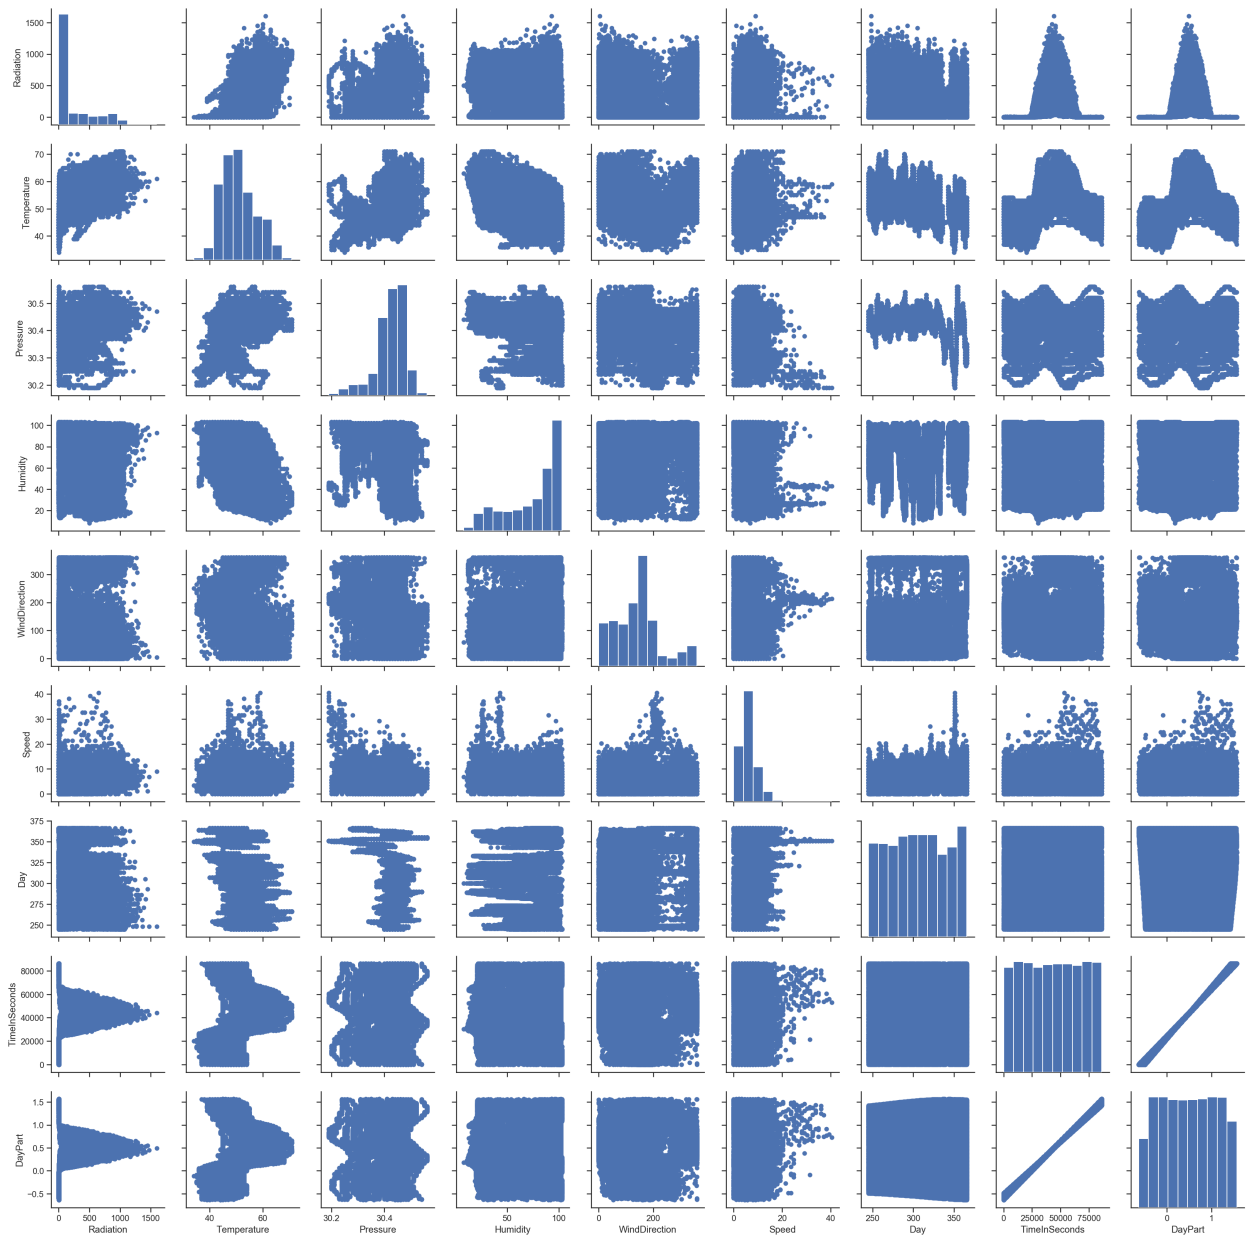 1500
1000
500
0
Radiation
70
60
50
40
Temperature
30.5
30.4
30.3
30.2
Pressure
100
80
60
40
20
Humidity
300
200
100
0
WindDirection
40
30
20
10
0
Speed
375
350
325
300
275
250
Day
80000
60000
40000
20000
0
TimeInSeconds
1.5
1.0
0.5
0.0
−0.5
DayPart
0 500 1000 1500
Radiation
40 60
Temperature
30.2 30.4
Pressure
50 100
Humidity
0 200
WindDirection
0 20 40
Speed
250 300 350
Day
0 25000 50000 75000
TimeInSeconds
0 1
DayPart